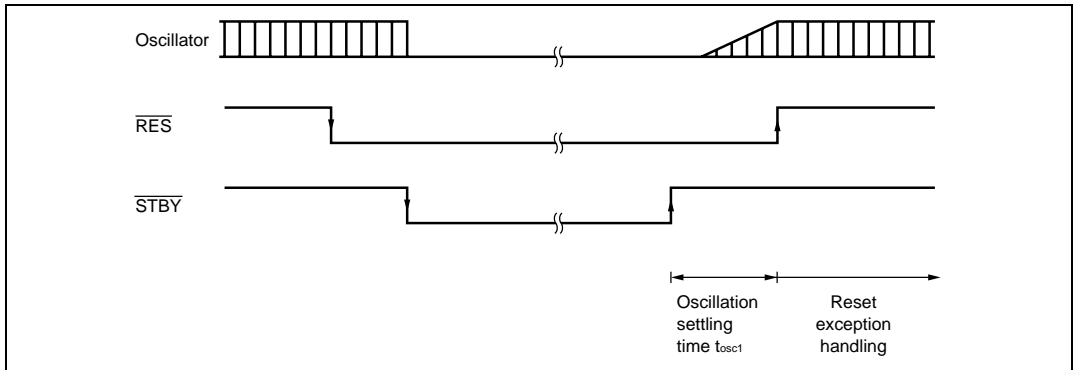 Oscillator
RES
STBY
Oscillation
settling
time tosc1
Reset
exception
handling